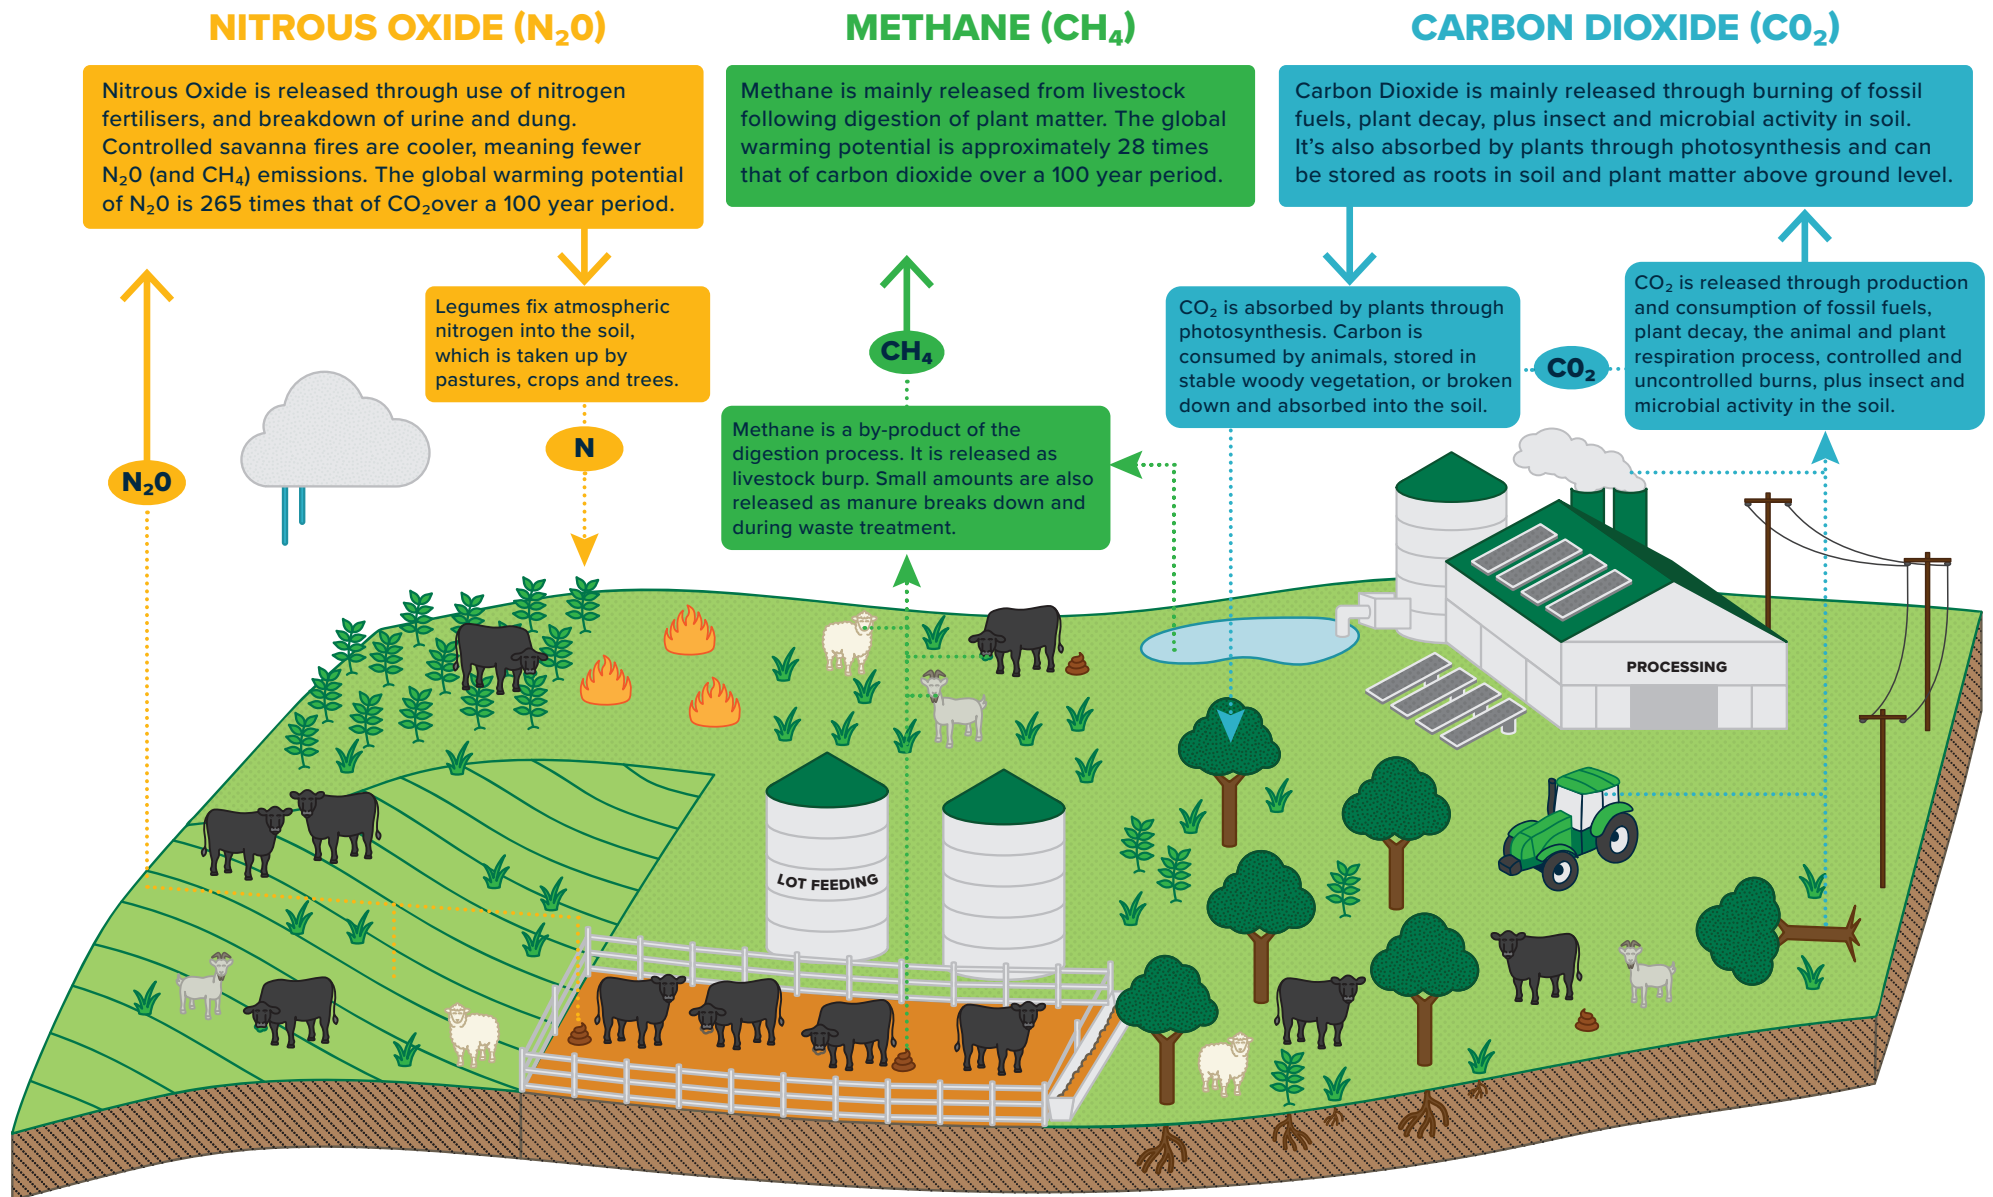 NITROUS OXIDE (N₂0)
Nitrous Oxide is released through use of nitrogen
fertilisers, and breakdown of urine and dung.
Controlled savanna fires are cooler, meaning fewer
N₂0 (and CH₄) emissions. The global warming potential
of N₂0 is 265 times that of CO₂over a 100 year period.
Legumes fix atmospheric
nitrogen into the soil,
which is taken up by
pastures, crops and trees.
N
N₂0
METHANE (CH₄)
Methane is mainly released from livestock
following digestion of plant matter. The global
warming potential is approximately 28 times
that of carbon dioxide over a 100 year period.
CH₄
Methane is a by-product of the
digestion process. It is released as
livestock burp. Small amounts are also
released as manure breaks down and
during waste treatment.
CARBON DIOXIDE (C0₂)
Carbon Dioxide is mainly released through burning of fossil
fuels, plant decay, plus insect and microbial activity in soil.
It’s also absorbed by plants through photosynthesis and can
be stored as roots in soil and plant matter above ground level.
CO₂ is absorbed by plants through
photosynthesis. Carbon is
consumed by animals, stored in
stable woody vegetation, or broken
down and absorbed into the soil.
C0₂
CO₂ is released through production
and consumption of fossil fuels,
plant decay, the animal and plant
respiration process, controlled and
uncontrolled burns, plus insect and
microbial activity in the soil.
PROCESSING
LOT FEEDING